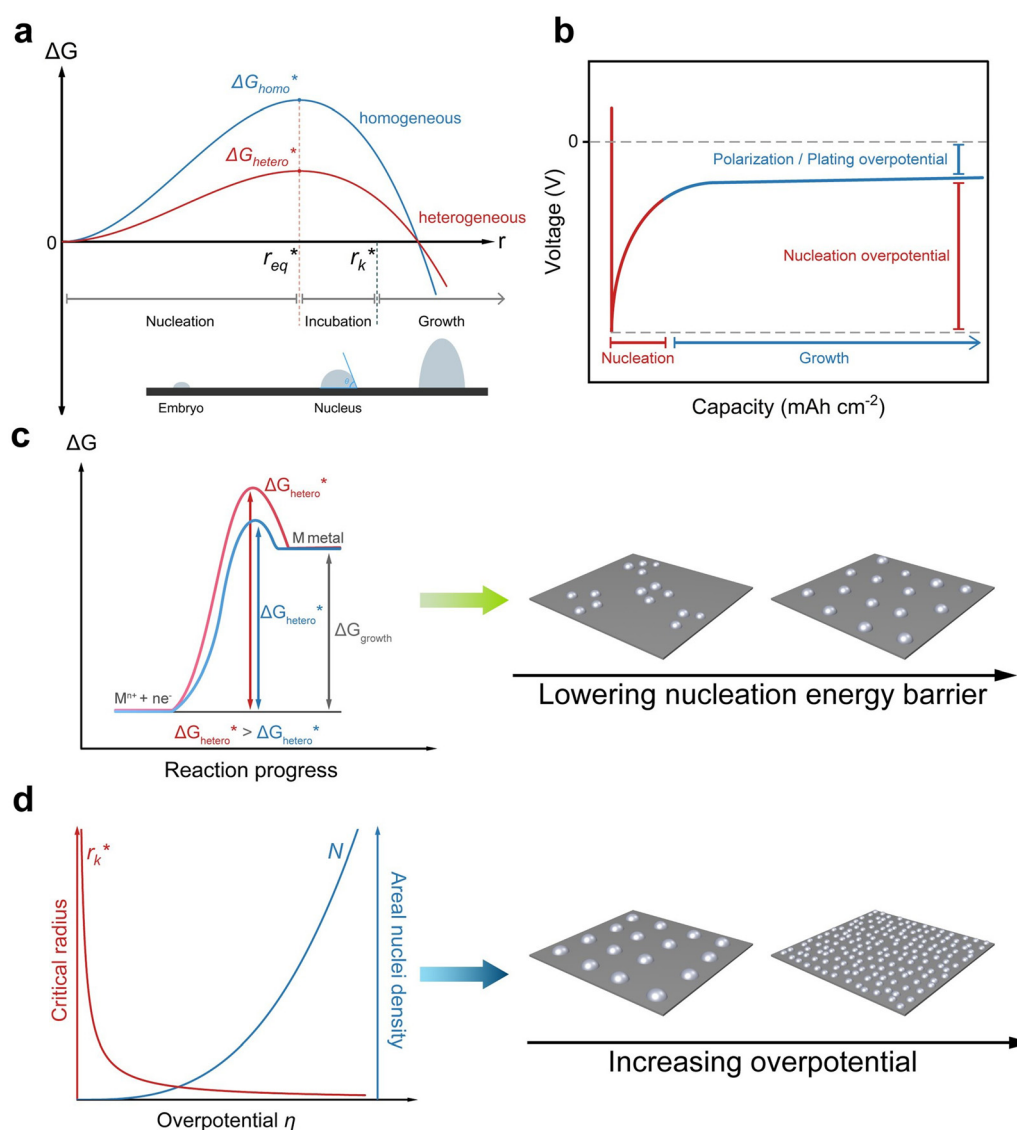 a
ΔG
ΔG_homo*
homogeneous
ΔG_hetero*
heterogeneous
0
r
r_eq*
r_k*
Nucleation
Incubation
Growth
θ
Embryo
Nucleus
b
0
Polarization / Plating overpotential
Voltage (V)
Nucleation overpotential
Nucleation
Growth
Capacity (mAh cm⁻²)
c
ΔG
ΔG_hetero*
M metal
ΔG_hetero*
ΔG_growth
Mⁿ⁺ + ne⁻
ΔG_hetero* > ΔG_hetero*
Reaction progress
Lowering nucleation energy barrier
d
r_k*
N
Critical radius
Areal nuclei density
Overpotential η
Increasing overpotential